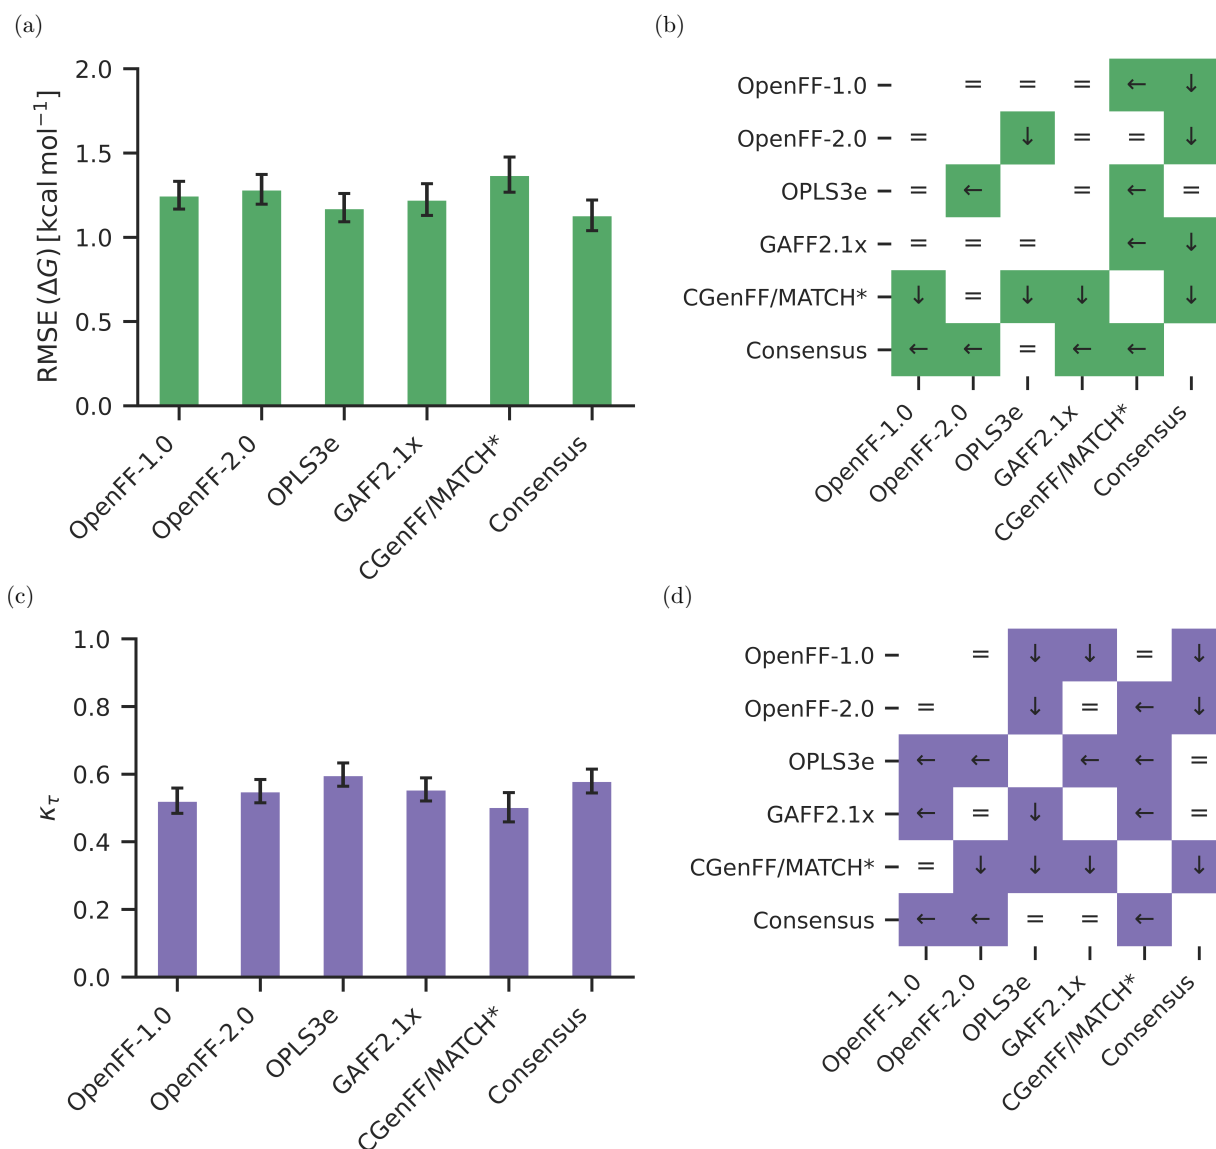 (a)
RMSE (ΔG) [kcal mol⁻¹]
2.0
1.5
1.0
0.5
0.0
OpenFF-1.0
OpenFF-2.0
OPLS3e
GAFF2.1x
CGenFF/MATCH*
Consensus
(b)
OpenFF-1.0 = = = ← ↓
OpenFF-2.0 = ↓ = = ↓
OPLS3e = ← = ← =
GAFF2.1x = = = ← ↓
CGenFF/MATCH* ↓ = ↓ ↓ ↓
Consensus ← ← = ← ←
OpenFF-1.0
OpenFF-2.0
OPLS3e
GAFF2.1x
CGenFF/MATCH*
Consensus
(c)
κτ
1.0
0.8
0.6
0.4
0.2
0.0
OpenFF-1.0
OpenFF-2.0
OPLS3e
GAFF2.1x
CGenFF/MATCH*
Consensus
(d)
OpenFF-1.0 = ↓ ↓ = ↓
OpenFF-2.0 = ↓ = ← ↓
OPLS3e ← ← ← ← =
GAFF2.1x ← = ↓ ← =
CGenFF/MATCH* = ↓ ↓ ↓ ↓
Consensus ← ← = = ←
OpenFF-1.0
OpenFF-2.0
OPLS3e
GAFF2.1x
CGenFF/MATCH*
Consensus